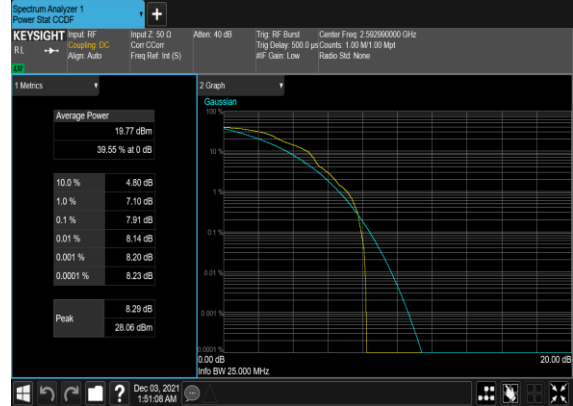 Spectrum Analyzer 1
Power Stat CCDF
KEYSIGHT
RL
Input: RF
Coupling: DC
Align: Auto
Input Z: 50 Ω
Corr CCorr
Freq Ref: Int (S)
Atten: 40 dB
Trig: RF Burst
Trig Delay: 500.0 µs
#IF Gain: Low
Center Freq: 2.592990000 GHz
Counts: 1.00 M/1.00 Mpt
Radio Std: None
1 Metrics
Average Power
19.77 dBm
39.55 % at 0 dB
10.0 % 4.80 dB
1.0 % 7.10 dB
0.1 % 7.91 dB
0.01 % 8.14 dB
0.001 % 8.20 dB
0.0001 % 8.23 dB
Peak
8.29 dB
28.06 dBm
2 Graph
Gaussian
100 %
10 %
1 %
0.1 %
0.01 %
0.001 %
0.0001 %
0.00 dB
20.00 dB
Info BW 25.000 MHz
Dec 03, 2021
1:51:08 AM